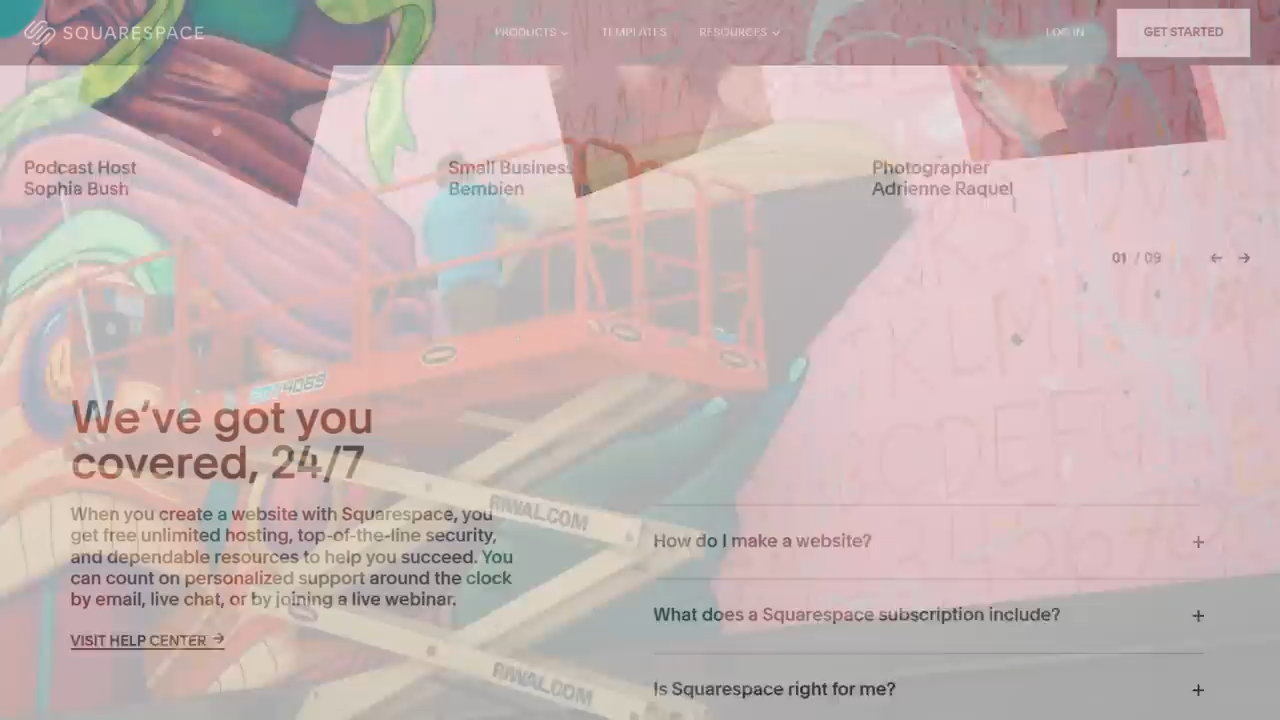 SQUARESPACE
PRODUCTS TEMPLATES RESOURCES LOG IN GET STARTED
Podcast Host
Sophia Bush
Small Business
Bembien
Photographer
Adrienne Raquel
01 / 09
We've got you
covered, 24/7
When you create a website with Squarespace, you
get free unlimited hosting, top-of-the-line security,
and dependable resources to help you succeed. You
can count on personalized support around the clock
by email, live chat, or by joining a live webinar.
VISIT HELP CENTER
How do I make a website?
What does a Squarespace subscription include?
Is Squarespace right for me?
RIWAL.COM
RIWAL.COM